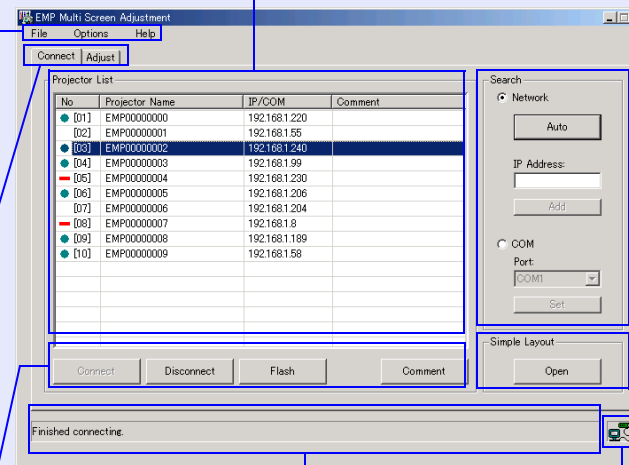 EMP Multi Screen Adjustment
File Options Help
Connect Adjust
Projector List
No Projector Name IP/COM Comment
[01] EMP00000000 192.168.1.220
[02] EMP00000001 192.168.1.55
[03] EMP00000002 192.168.1.240
[04] EMP00000003 192.168.1.99
[05] EMP00000004 192.168.1.230
[06] EMP00000005 192.168.1.206
[07] EMP00000006 192.168.1.204
[08] EMP00000007 192.168.1.8
[09] EMP00000008 192.168.1.189
[10] EMP00000009 192.168.1.58
Connect Disconnect Flash Comment
Search
Network
Auto
IP Address:
Add
COM
Port:
COM1
Set
Simple Layout
Open
Finished connecting.